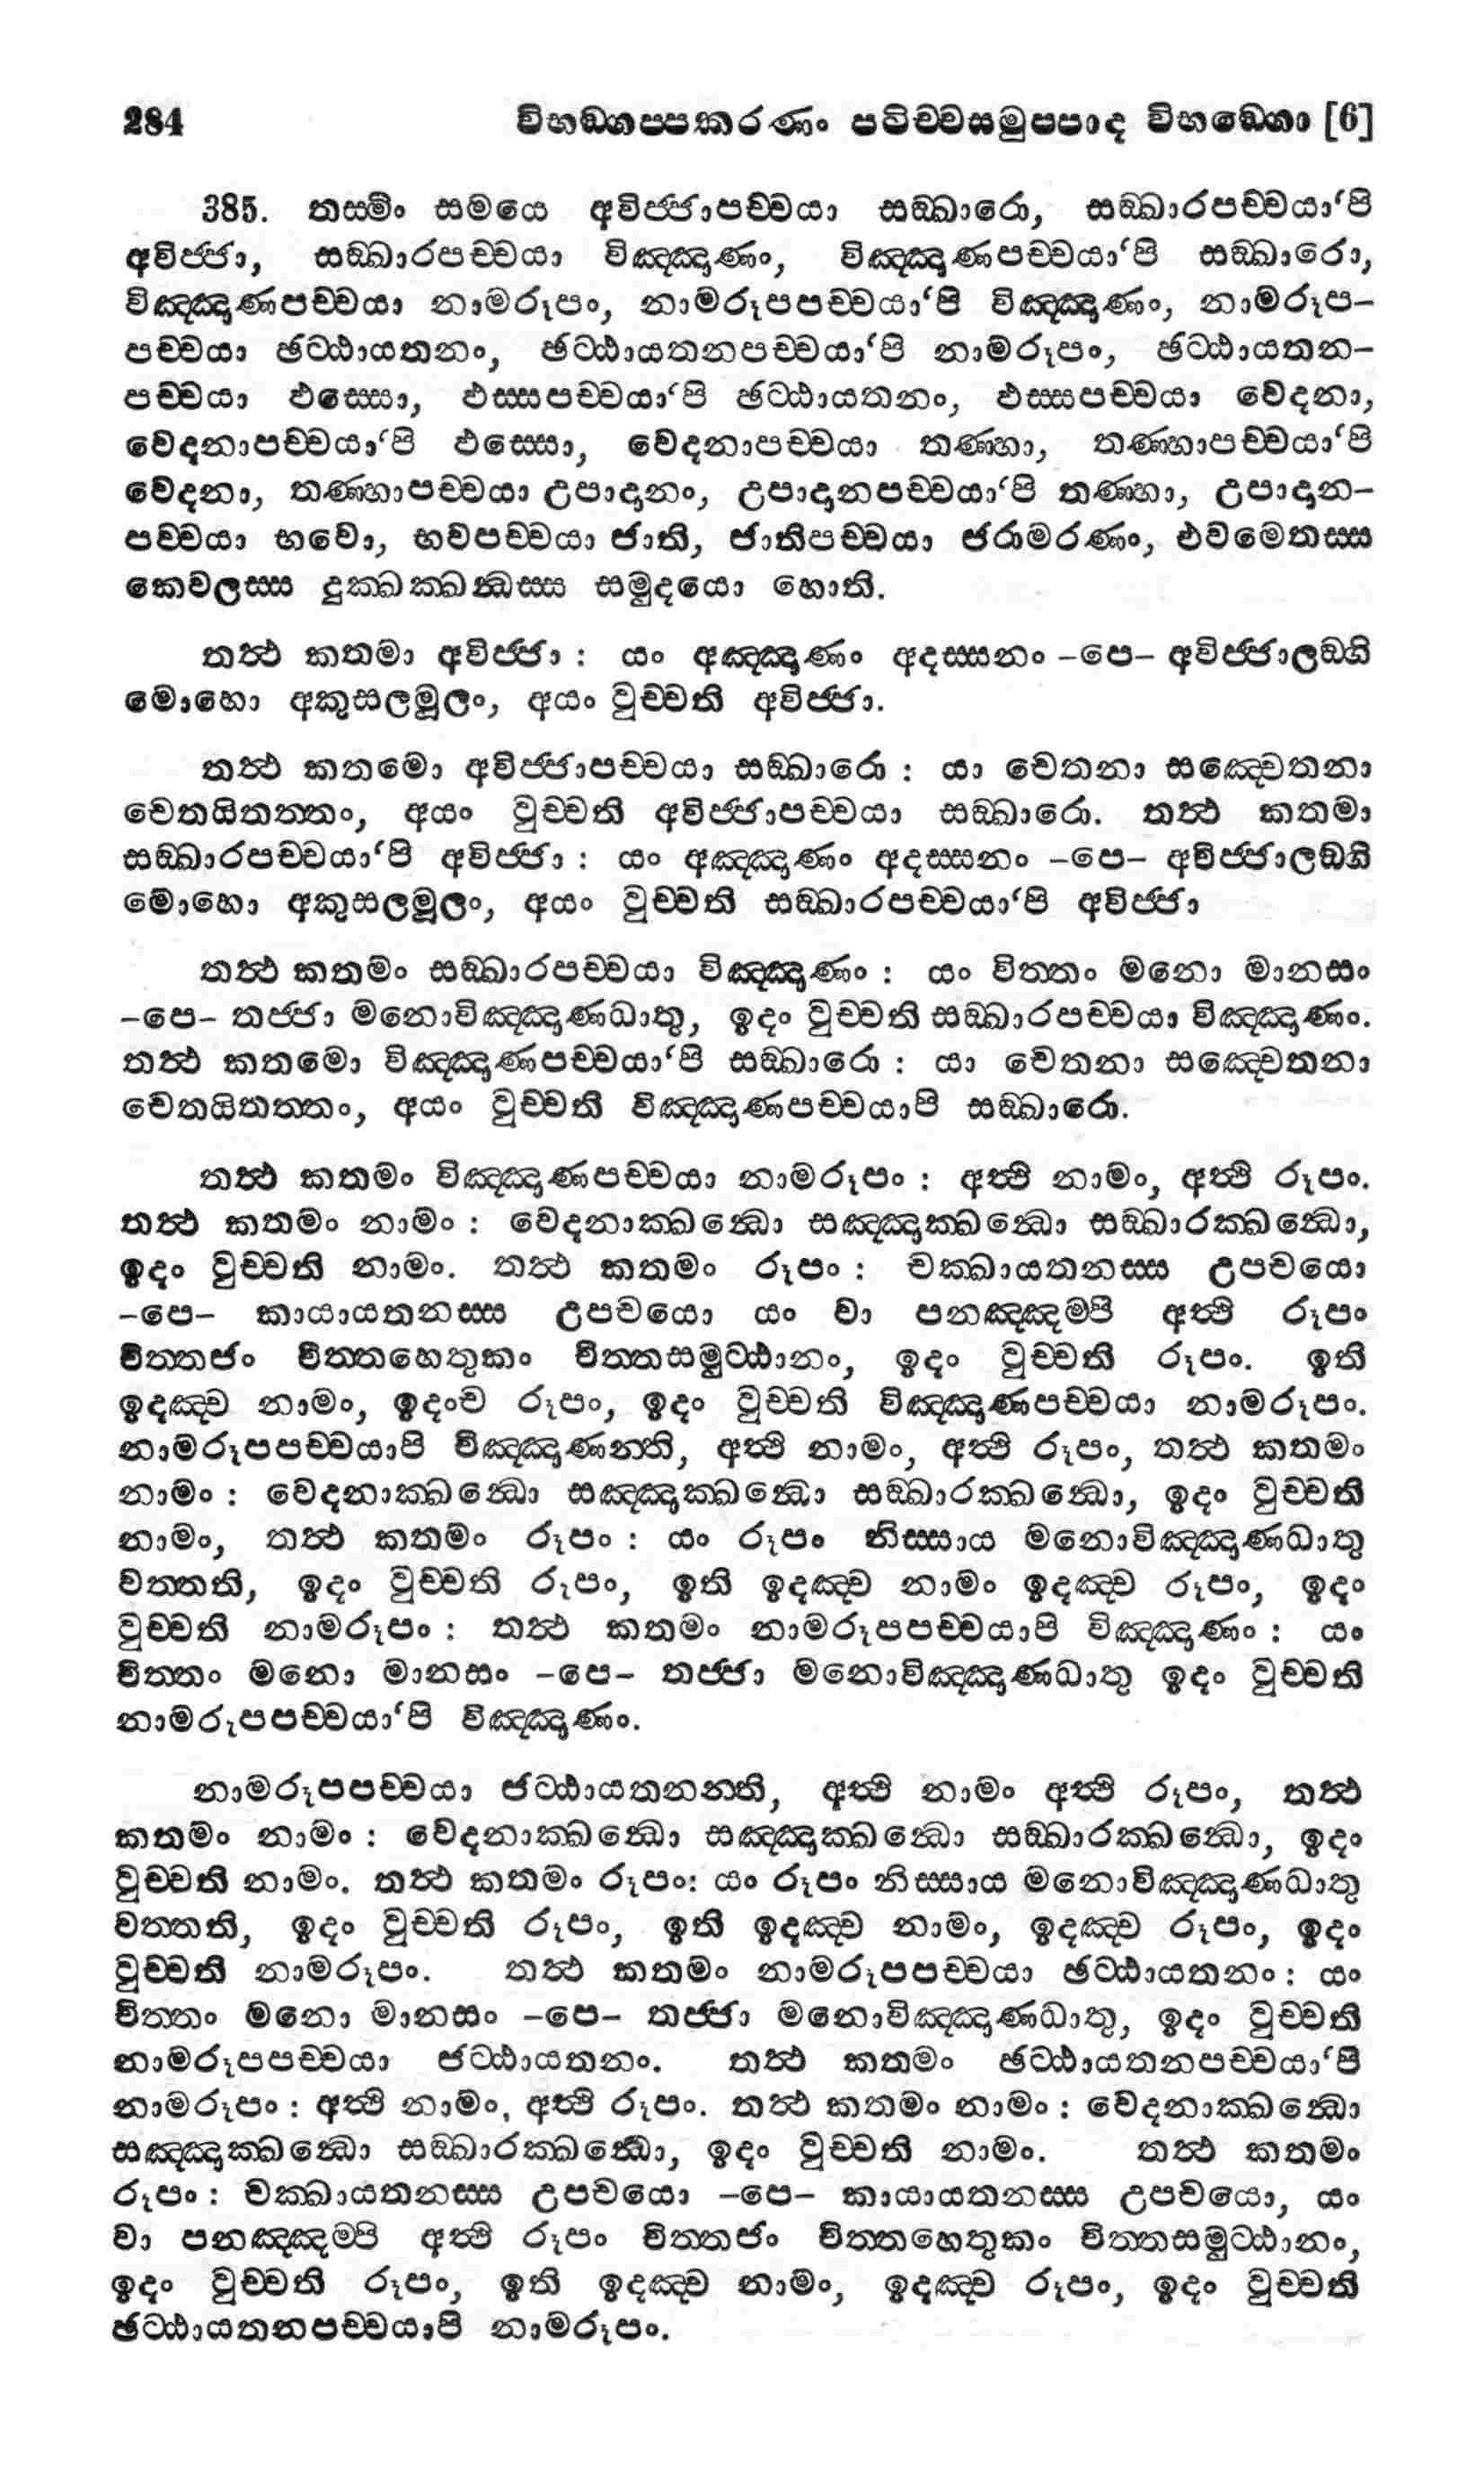 284 විභඞ්ගප්පකරණං පටිච්චසමුප්පාද විභඞ්ගො [6]
385. තස්මිං සමයෙ අවිජ්ජාපච්චයා සඞ්ඛාරො, සඞ්ඛාරපච්චයා‘පි
අවිජ්ජා, සඞ්ඛාරපච්චයා විඤ්ඤාණං, විඤ්ඤාණපච්චයා‘පි සඞ්ඛාරො,
විඤ්ඤාණපච්චයා නාමරූපං, නාමරූපපච්චයා‘පි විඤ්ඤාණං, නාමරූප-
පච්චයා ඡට්ඨායතනං, ඡට්ඨායතනපච්චයා‘පි නාමරූපං, ඡට්ඨායතන-
පච්චයා ඵස්සො, ඵස්සපච්චයා‘පි ඡට්ඨායතනං, ඵස්සපච්චයා වෙදනා,
වෙදනාපච්චයා‘පි ඵස්සො, වෙදනාපච්චයා තණ්හා, තණ්හාපච්චයා‘පි
වෙදනා, තණ්හාපච්චයා උපාදානං, උපාදානපච්චයා‘පි තණ්හා, උපාදාන-
පච්චයා භවො, භවපච්චයා ජාති, ජාතිපච්චයා ජරාමරණං, එවමෙතස්ස
කෙවලස්ස දුක්ඛක්ඛන්ධස්ස සමුදයො හොති.
තත්ථ කතමා අවිජ්ජා : යං අඤ්ඤාණං අදස්සනං -පෙ- අවිජ්ජාලඞ්ගි
මොහො අකුසලමූලං, අයං වුච්චති අවිජ්ජා.
තත්ථ කතමො අවිජ්ජාපච්චයා සඞ්ඛාරො : යා චෙතනා සඤ්චෙතනා
චෙතයිතත්තං, අයං වුච්චති අවිජ්ජාපච්චයා සඞ්ඛාරො. තත්ථ කතමා
සඞ්ඛාරපච්චයා‘පි අවිජ්ජා : යං අඤ්ඤාණං අදස්සනං -පෙ- අවිජ්ජාලඞ්ගි
මොහො අකුසලමූලං, අයං වුච්චති සඞ්ඛාරපච්චයා‘පි අවිජ්ජා
තත්ථ කතමං සඞ්ඛාරපච්චයා විඤ්ඤාණං : යං චිත්තං මනො මානසං
-පෙ- තජ්ජා මනොවිඤ්ඤාණධාතු, ඉදං වුච්චති සඞ්ඛාරපච්චයා විඤ්ඤාණං.
තත්ථ කතමො විඤ්ඤාණපච්චයා‘පි සඞ්ඛාරො : යා චෙතනා සඤ්චෙතනා
චෙතයිතත්තං, අයං වුච්චති විඤ්ඤාණපච්චයාපි සඞ්ඛාරො.
තත්ථ කතමං විඤ්ඤාණපච්චයා නාමරූපං : අත්ථි නාමං, අත්ථි රූපං.
තත්ථ කතමං නාමං : වෙදනාක්ඛන්ධො සඤ්ඤාක්ඛන්ධො සඞ්ඛාරක්ඛන්ධො,
ඉදං වුච්චති නාමං. තත්ථ කතමං රූපං : චක්ඛායතනස්ස උපචයො
-පෙ- කායායතනස්ස උපචයො යං වා පනඤ්ඤම්පි අත්ථි රූපං
චිත්තජං චිත්තහෙතුකං චිත්තසමුට්ඨානං, ඉදං වුච්චති රූපං. ඉති
ඉදඤ්ච නාමං, ඉදංච රූපං, ඉදං වුච්චති විඤ්ඤාණපච්චයා නාමරූපං.
නාමරූපපච්චයාපි විඤ්ඤාණන්ති, අත්ථි නාමං, අත්ථි රූපං, තත්ථ කතමං
නාමං : වෙදනාක්ඛන්ධො සඤ්ඤාක්ඛන්ධො සඞ්ඛාරක්ඛන්ධො, ඉදං වුච්චති
නාමං, තත්ථ කතමං රූපං : යං රූපං නිස්සාය මනොවිඤ්ඤාණධාතු
වත්තති, ඉදං වුච්චති රූපං, ඉති ඉදඤ්ච නාමං ඉදඤ්ච රූපං, ඉදං
වුච්චති නාමරූපං : තත්ථ කතමං නාමරූපපච්චයාපි විඤ්ඤාණං : යං
චිත්තං මනො මානසං -පෙ- තජ්ජා මනොවිඤ්ඤාණධාතු ඉදං වුච්චති
නාමරූපපච්චයා‘පි විඤ්ඤාණං.
නාමරූපපච්චයා ඡට්ඨායතනන්ති, අත්ථි නාමං අත්ථි රූපං, තත්ථ
කතමං නාමං : වෙදනාක්ඛන්ධො සඤ්ඤාක්ඛන්ධො සඞ්ඛාරක්ඛන්ධො, ඉදං
වුච්චති නාමං. තත්ථ කතමං රූපං: යං රූපං නිස්සාය මනොවිඤ්ඤාණධාතු
වත්තති, ඉදං වුච්චති රූපං, ඉති ඉදඤ්ච නාමං, ඉදඤ්ච රූපං, ඉදං
වුච්චති නාමරූපං. තත්ථ කතමං නාමරූපපච්චයා ඡට්ඨායතනං : යං
චිත්තං මනො මානසං -පෙ- තජ්ජා මනොවිඤ්ඤාණධාතු, ඉදං වුච්චති
නාමරූපපච්චයා ඡට්ඨායතනං. තත්ථ කතමං ඡට්ඨායතනපච්චයා‘පි
නාමරූපං : අත්ථි නාමං, අත්ථි රූපං. තත්ථ කතමං නාමං : වෙදනාක්ඛන්ධො
සඤ්ඤාක්ඛන්ධො සඞ්ඛාරක්ඛන්ධො, ඉදං වුච්චති නාමං. තත්ථ කතමං
රූපං : චක්ඛායතනස්ස උපචයො -පෙ- කායායතනස්ස උපචයො, යං
වා පනඤ්ඤම්පි අත්ථි රූපං චිත්තජං චිත්තහෙතුකං චිත්තසමුට්ඨානං,
ඉදං වුච්චති රූපං, ඉති ඉදඤ්ච නාමං, ඉදඤ්ච රූපං, ඉදං වුච්චති
ඡට්ඨායතනපච්චයාපි නාමරූපං.